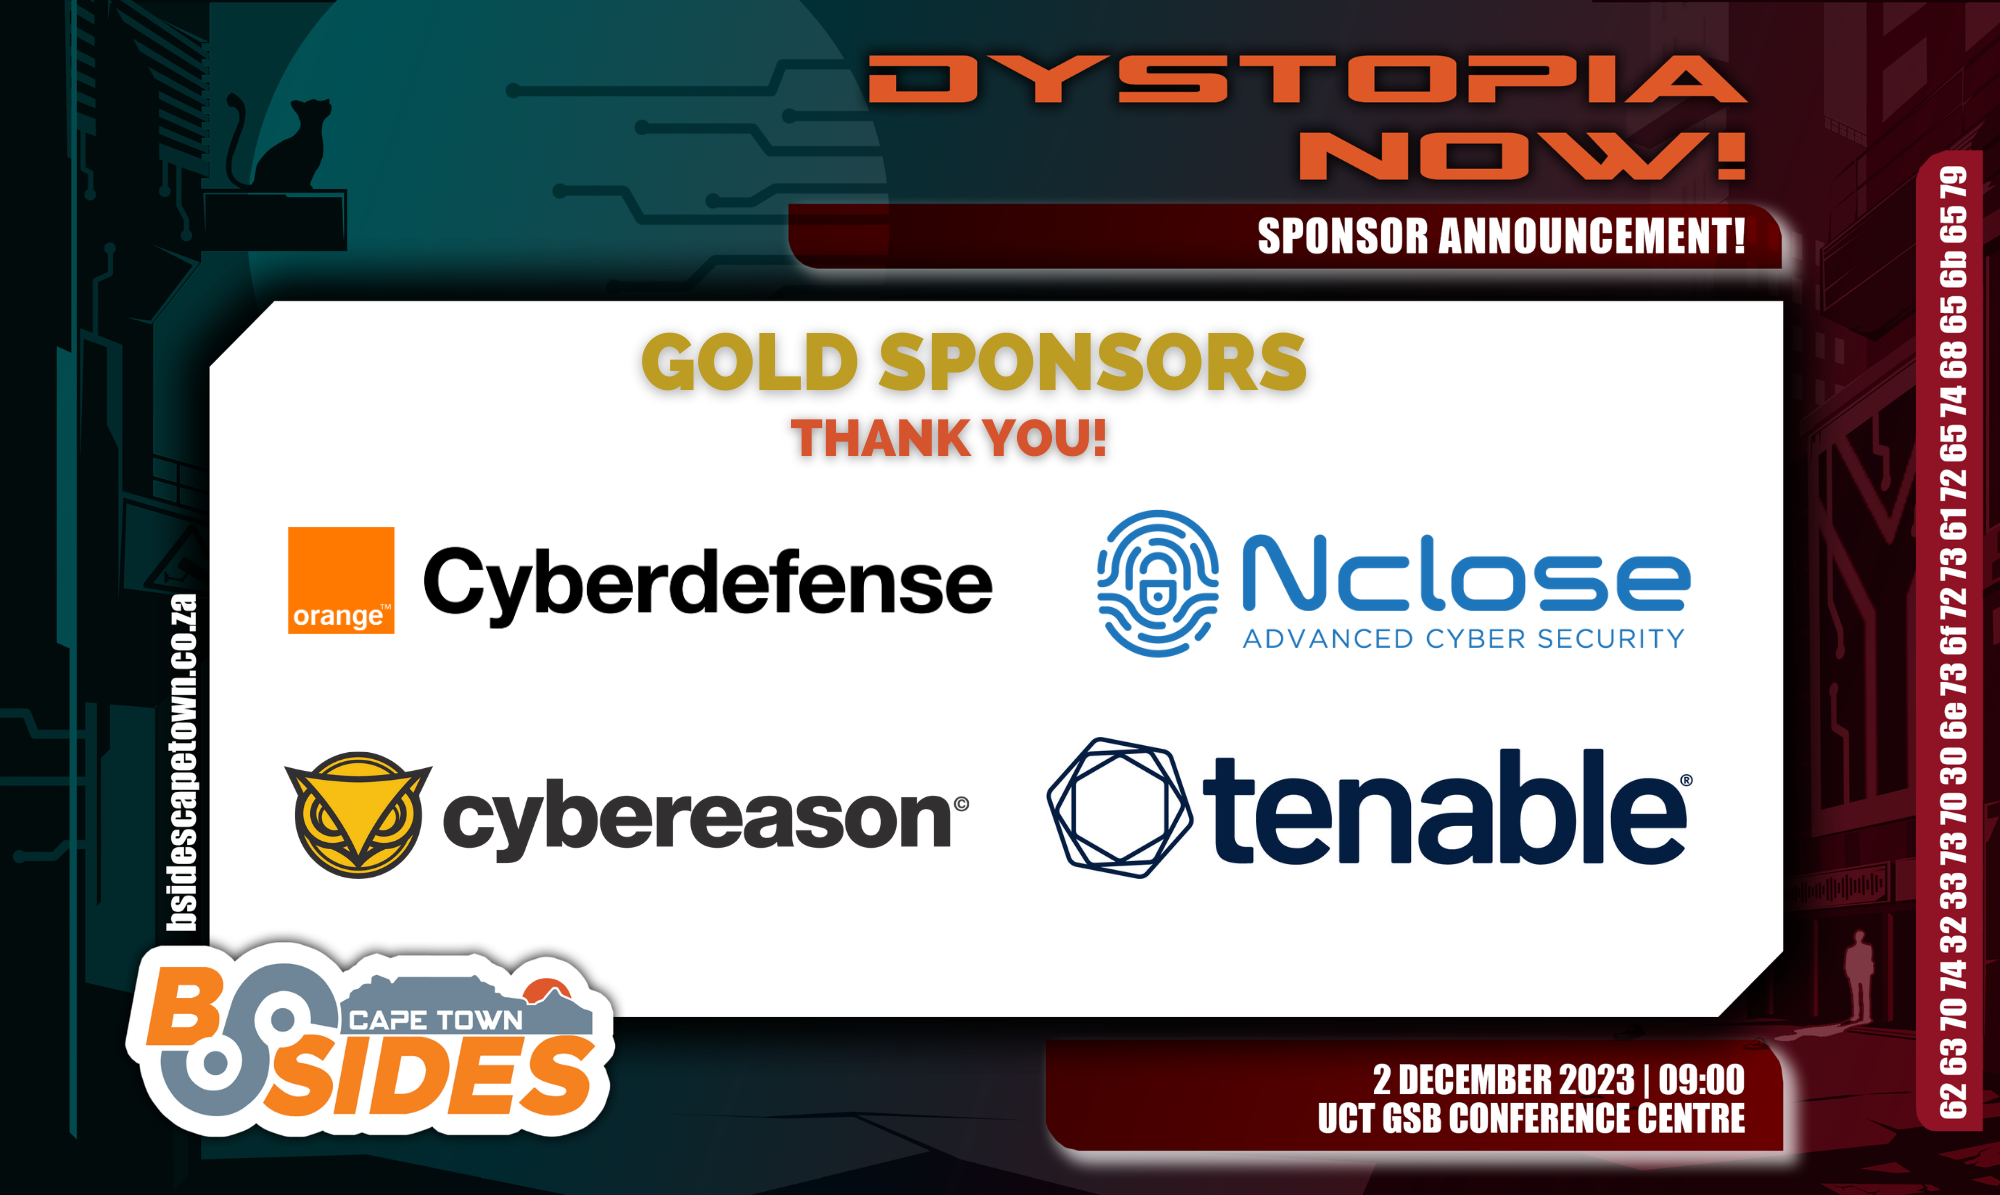 DYSTOPIA
NOW!
SPONSOR ANNOUNCEMENT!
GOLD SPONSORS
THANK YOU!
orange™
Cyberdefense
Nclose
ADVANCED CYBER SECURITY
cybereason©
tenable®
bsidescapetown.co.za
B SIDES
CAPE TOWN
2 DECEMBER 2023 | 09:00
UCT GSB CONFERENCE CENTRE
62 63 70 74 32 33 73 70 30 6e 73 6f 72 73 61 72 65 74 68 65 6b 65 79